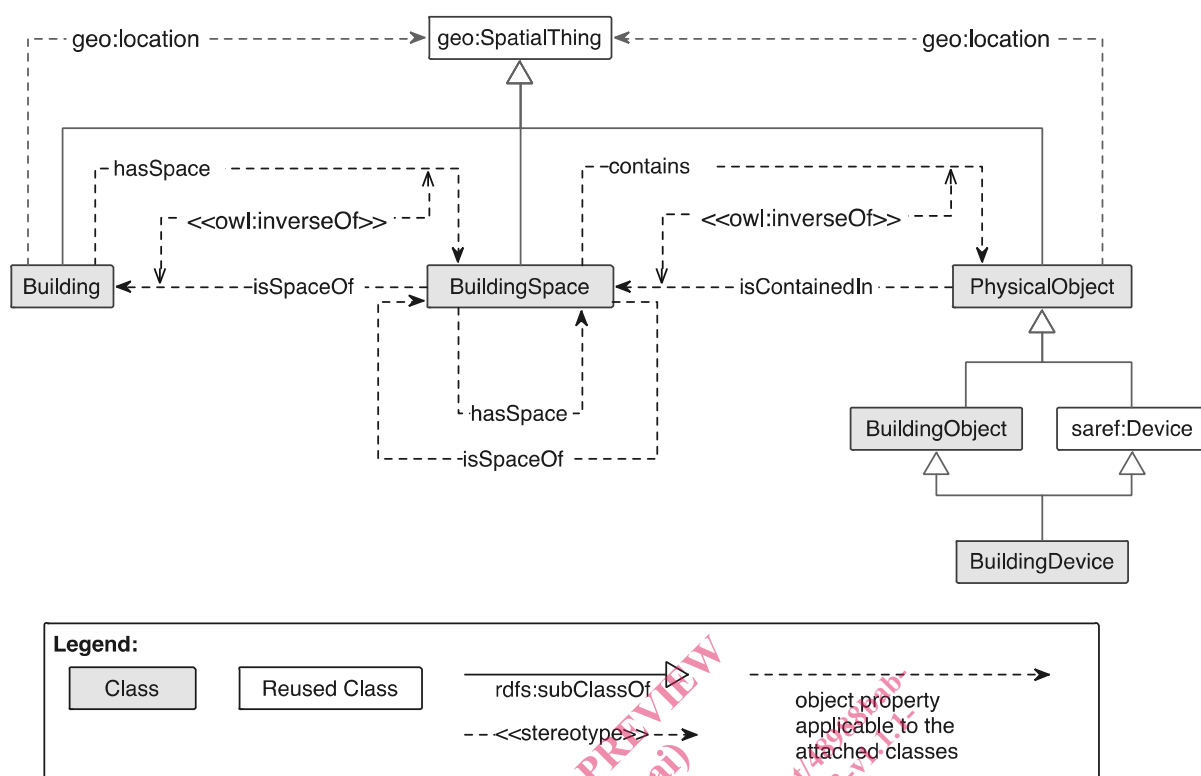 geo:location
geo:SpatialThing
geo:location
hasSpace
contains
<<owl:inverseOf>>
<<owl:inverseOf>>
Building
isSpaceOf
BuildingSpace
isContainedIn
PhysicalObject
hasSpace
isSpaceOf
BuildingObject
saref:Device
BuildingDevice
Legend:
Class
Reused Class
rdfs:subClassOf
<<stereotype>>
object property
applicable to the
attached classes
PREVIEW